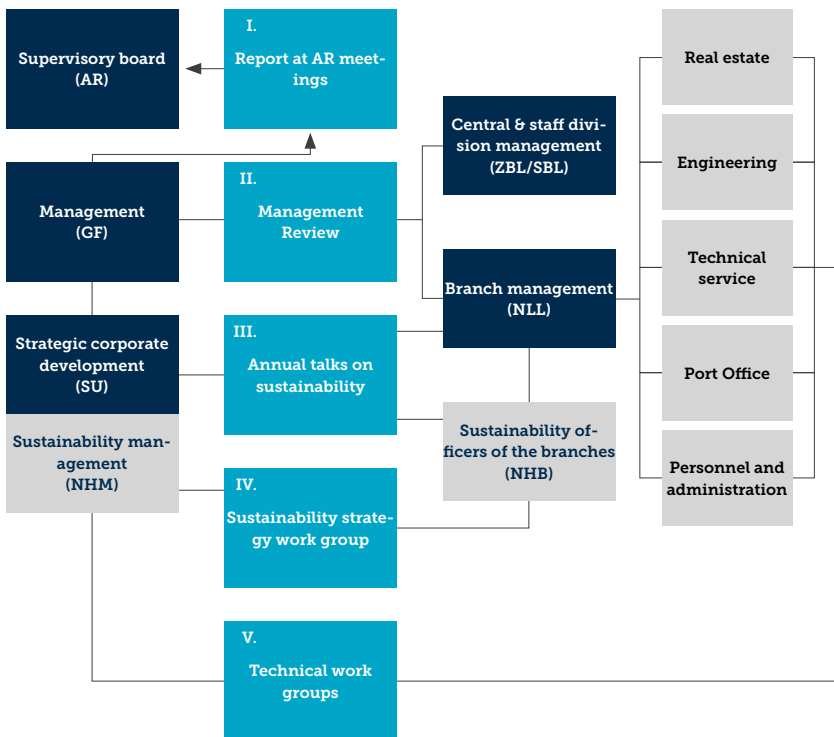 Supervisory board
(AR)
I.
Report at AR meet-
ings
Management
(GF)
II.
Management
Review
Central & staff divi-
sion management
(ZBL/SBL)
Branch management
(NLL)
Strategic corporate
development
(SU)
Sustainability man-
agement
(NHM)
III.
Annual talks on
sustainability
Sustainability of-
ficers of the branches
(NHB)
IV.
Sustainability strate-
gy work group
V.
Technical work
groups
Real estate
Engineering
Technical
service
Port Office
Personnel and
administration